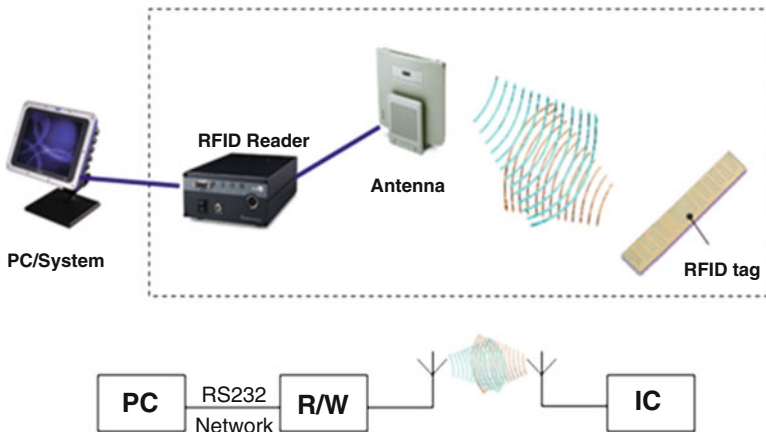 RFID Reader
Antenna
PC/System
RFID tag
PC
RS232
Network
R/W
IC